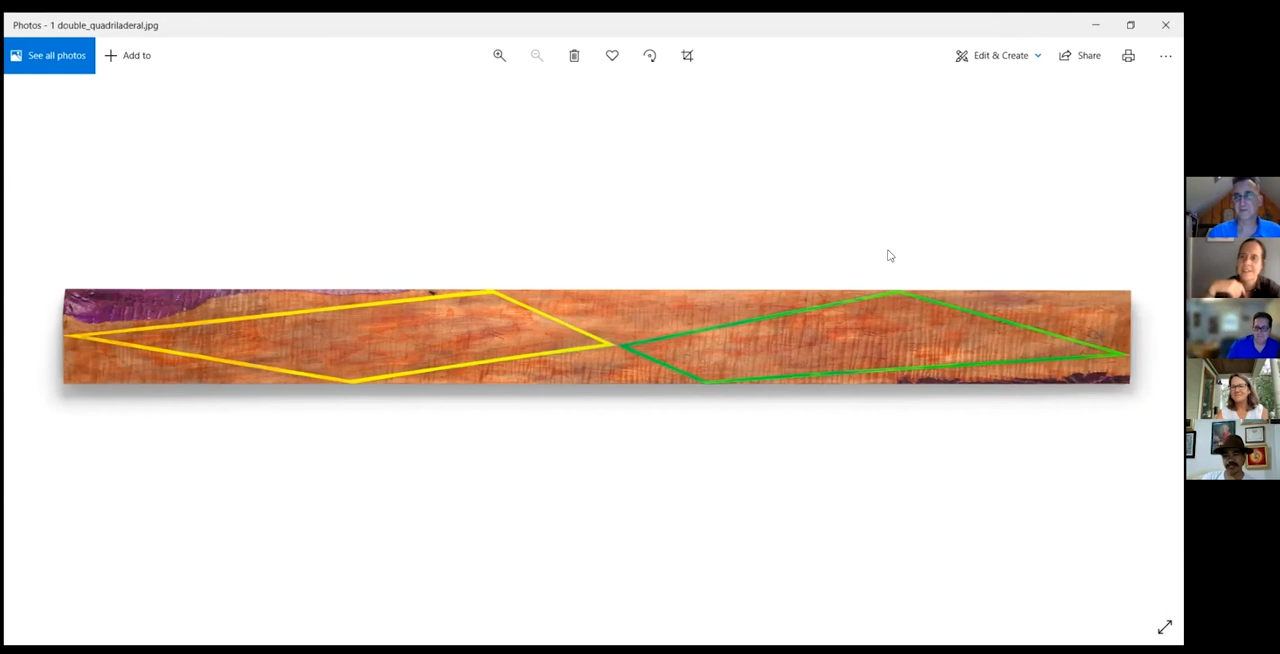 Photos - 1 double_quadriladeral.jpg
See all photos
Add to
Edit & Create
Share